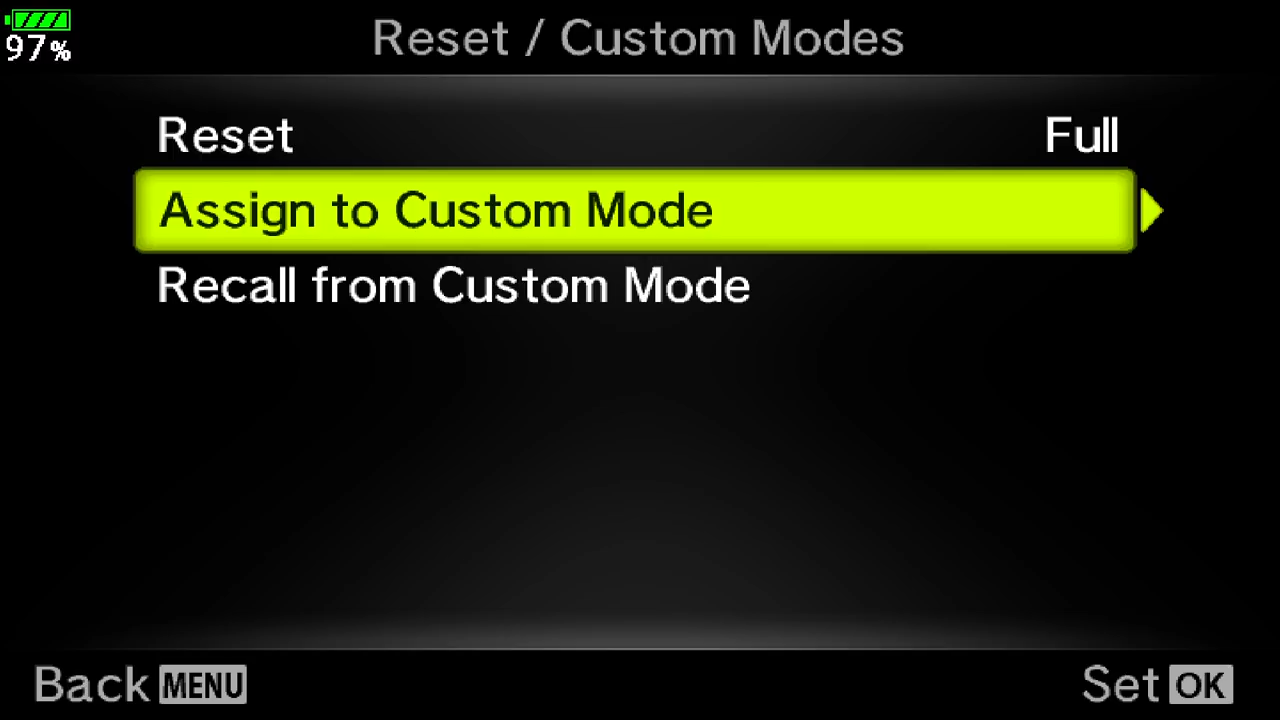 97%
Reset / Custom Modes
Reset Full
Assign to Custom Mode
Recall from Custom Mode
Back MENU Set OK